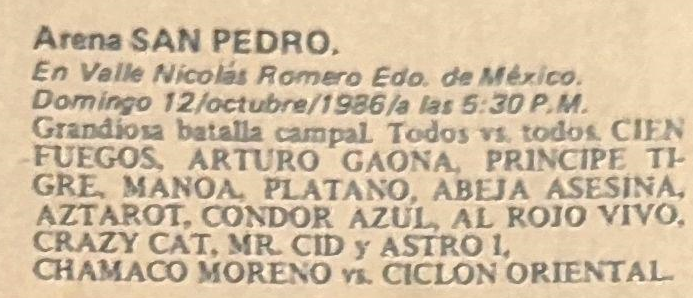 Arena SAN PEDRO.
En Valle Nicolás Romero Edo. de México.
Domingo 12/octubre/1986/a las 5:30 P.M.
Grandiosa batalla campal. Todos vs. todos. CIEN
FUEGOS, ARTURO GAONA, PRINCIPE TI-
GRE, MANOA, PLATANO, ABEJA ASESINA,
AZTAROT, CONDOR AZUL, AL ROJO VIVO,
CRAZY CAT, MR. CID y ASTRO I,
CHAMACO MORENO vs. CICLON ORIENTAL.